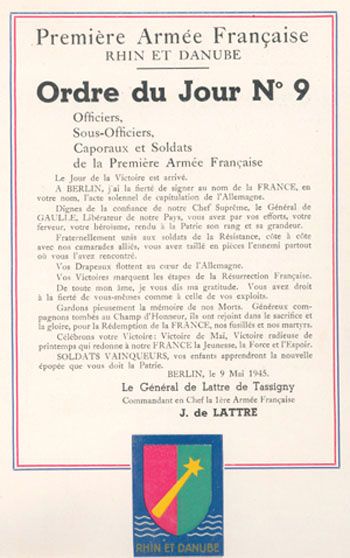 Première Armée Française
RHIN ET DANUBE
Ordre du Jour Nº 9
Officiers,
Sous-Officiers,
Caporaux et Soldats
de la Première Armée Française
Le Jour de la Victoire est arrivé.
A BERLIN, j'ai la fierté de signer au nom de la FRANCE, en
votre nom, l'acte solennel de capitulation de l'Allemagne.
Dignes de la confiance de notre Chef Suprême, le Général de
GAULLE, Libérateur de notre Pays, vous avez par vos efforts, votre
ferveur, votre héroïsme, rendu à la Patrie son rang et sa grandeur.
Fraternellement unis aux soldats de la Résistance, côte à côte
avec nos camarades alliés, vous avez taillé en pièces l'ennemi partout
où vous l'avez rencontré.
Vos Drapeaux flottent au cœur de l'Allemagne.
Vos Victoires marquent les étapes de la Résurrection Française.
De toute mon âme, je vous dis ma gratitude. Vous avez droit
à la fierté de vous-mêmes comme à celle de vos exploits.
Gardons pieusement la mémoire de nos Morts. Généreux com-
pagnons tombés au Champ d'Honneur, ils ont rejoint dans le sacrifice et
la gloire, pour la Rédemption de la FRANCE, nos fusillés et nos martyrs.
Célébrons votre Victoire : Victoire de Mai, Victoire radieuse de
printemps qui redonne à notre FRANCE la Jeunesse, la Force et l'Espoir.
SOLDATS VAINQUEURS, vos enfants apprendront la nouvelle
épopée que vous doit la Patrie.
BERLIN, le 9 Mai 1945.
Le Général de Lattre de Tassigny
Commandant en Chef la 1ère Armée Française
J. de LATTRE
RHIN ET DANUBE